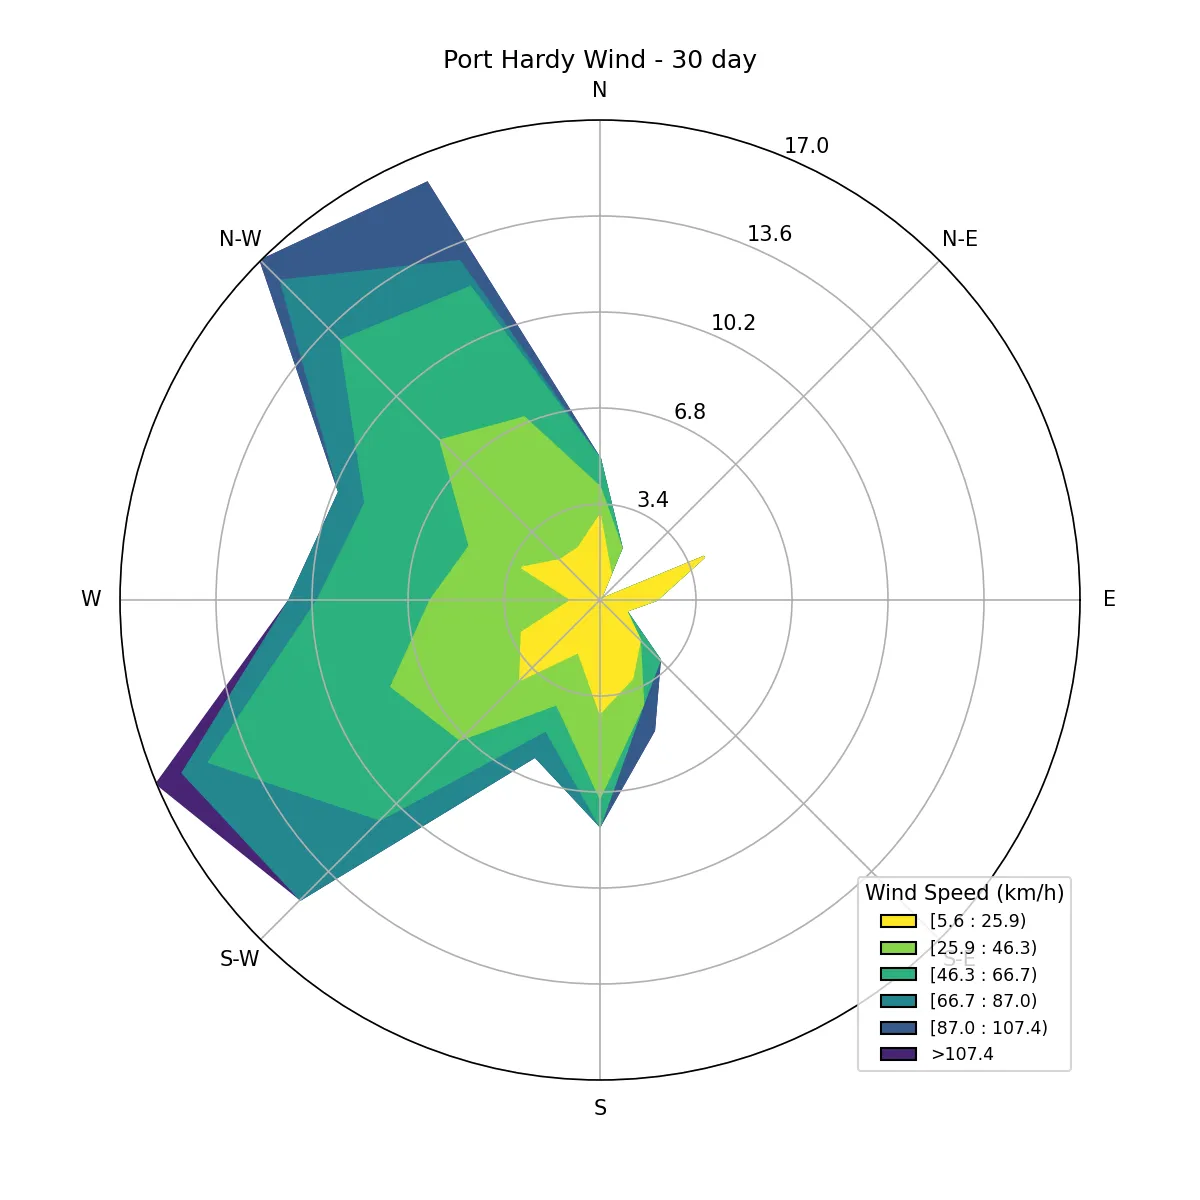 Port Hardy Wind - 30 day
N
17.0
N-W
13.6
N-E
10.2
6.8
3.4
W
E
Wind Speed (km/h)
[5.6 : 25.9)
[25.9 : 46.3)
S-W
S-E
[46.3 : 66.7)
[66.7 : 87.0)
[87.0 : 107.4)
>107.4
S